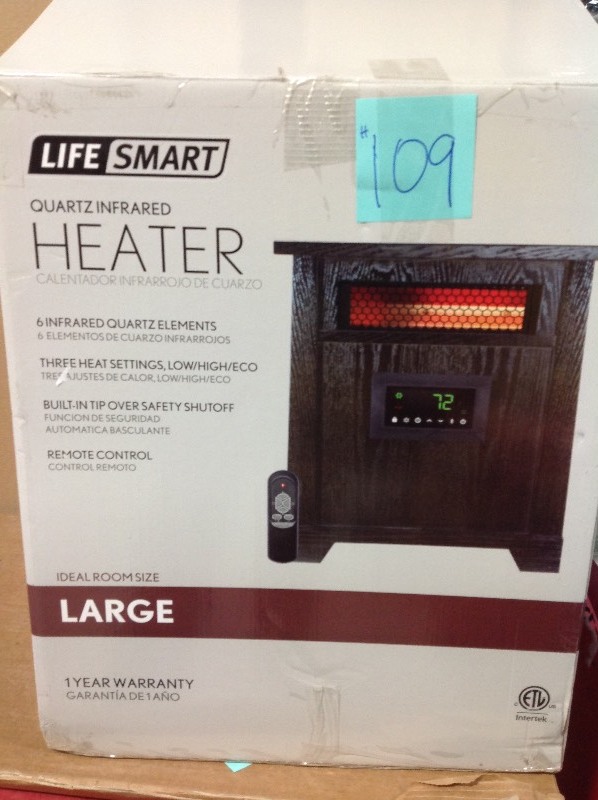 #109
LIFE SMART
QUARTZ INFRARED
HEATER
CALENTADOR INFRARROJO DE CUARZO
6 INFRARED QUARTZ ELEMENTS
6 ELEMENTOS DE CUARZO INFRARROJOS
THREE HEAT SETTINGS, LOW/HIGH/ECO
TRES AJUSTES DE CALOR, LOW/HIGH/ECO
72
BUILT-IN TIP OVER SAFETY SHUTOFF
FUNCION DE SEGURIDAD
AUTOMATICA BASCULANTE
REMOTE CONTROL
CONTROL REMOTO
IDEAL ROOM SIZE
LARGE
1 YEAR WARRANTY
GARANTÍA DE 1 AÑO
C ETL US
Intertek